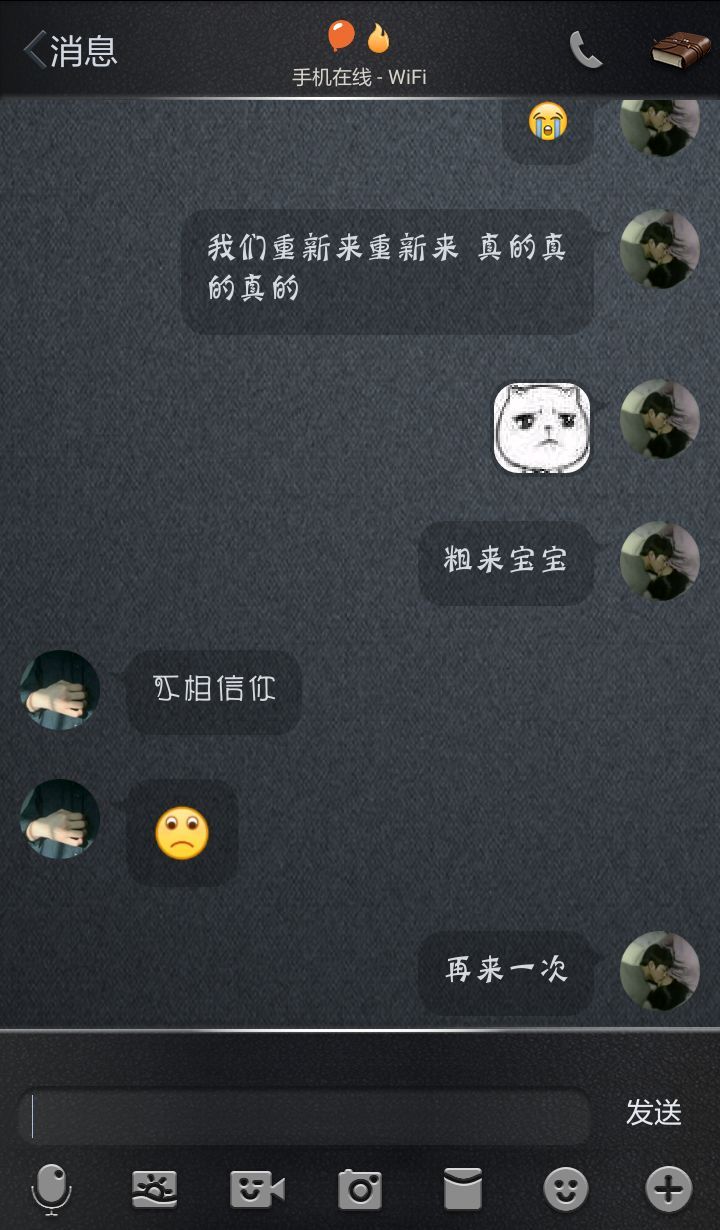 消息
手机在线 - WiFi
我们重新来重新来 真的真
的真的
粗来宝宝
不相信你
再来一次
发送